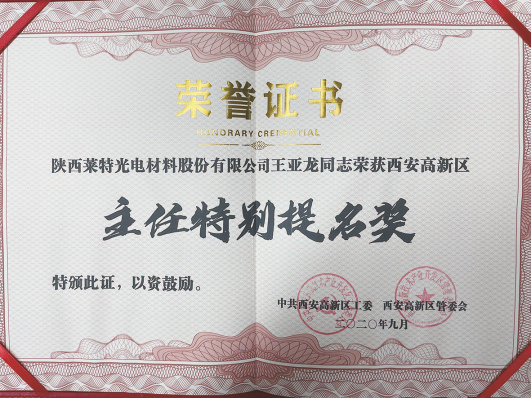 荣誉证书
HONORARY CREDENTIAL
陕西莱特光电材料股份有限公司王亚龙同志荣获西安高新区
主任特别提名奖
特颁此证，以资鼓励。
中共西安高新区工委 西安高新区管委会
二〇二〇年九月